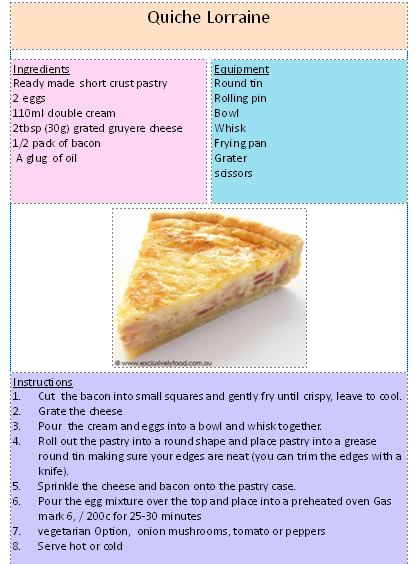 Quiche Lorraine
Ingredients
Ready made short crust pastry
2 eggs
110ml double cream
2tbsp (30g) grated gruyere cheese
1/2 pack of bacon
A glug of oil
Equipment
Round tin
Rolling pin
Bowl
Whisk
Frying pan
Grater
scissors
© www.exclusivelyfood.com.au
Instructions
1. Cut the bacon into small squares and gently fry until crispy, leave to cool.
2. Grate the cheese
3. Pour the cream and eggs into a bowl and whisk together.
4. Roll out the pastry into a round shape and place pastry into a grease
round tin making sure your edges are neat (you can trim the edges with a
knife).
5. Sprinkle the cheese and bacon onto the pastry case.
6. Pour the egg mixture over the top and place into a preheated oven Gas
mark 6, / 200c for 25-30 minutes
7. vegetarian Option, onion mushrooms, tomato or peppers
8. Serve hot or cold